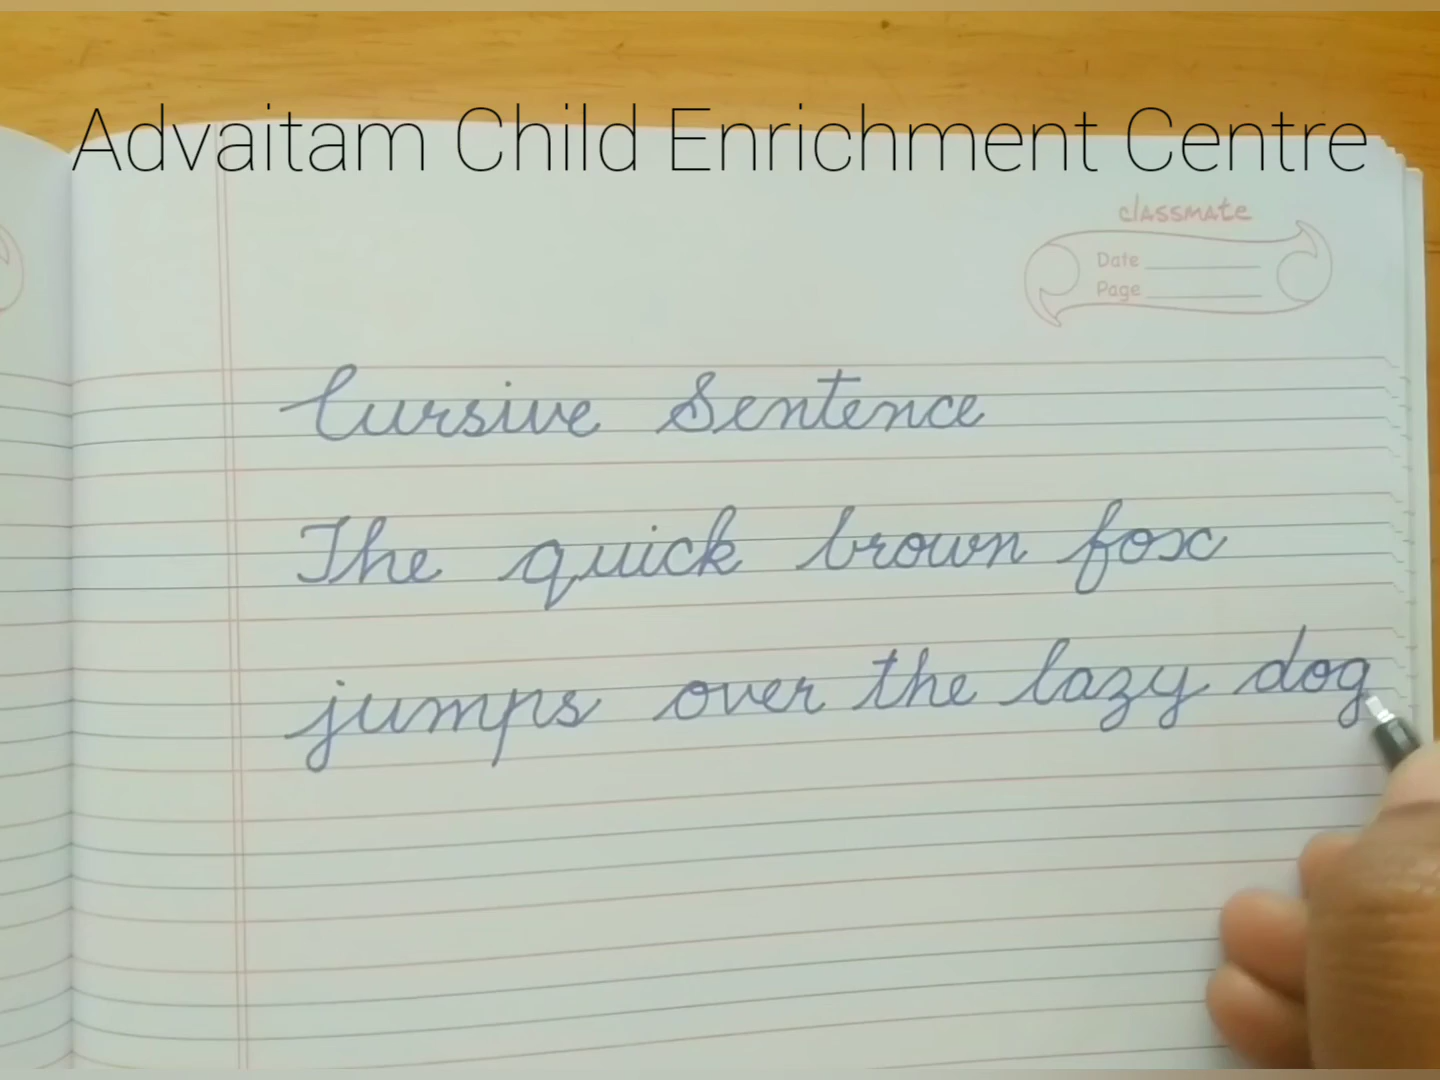 Advaitam Child Enrichment Centre
classmate
Date
Page
Cursive Sentence
The quick brown fox
jumps over the lazy dog